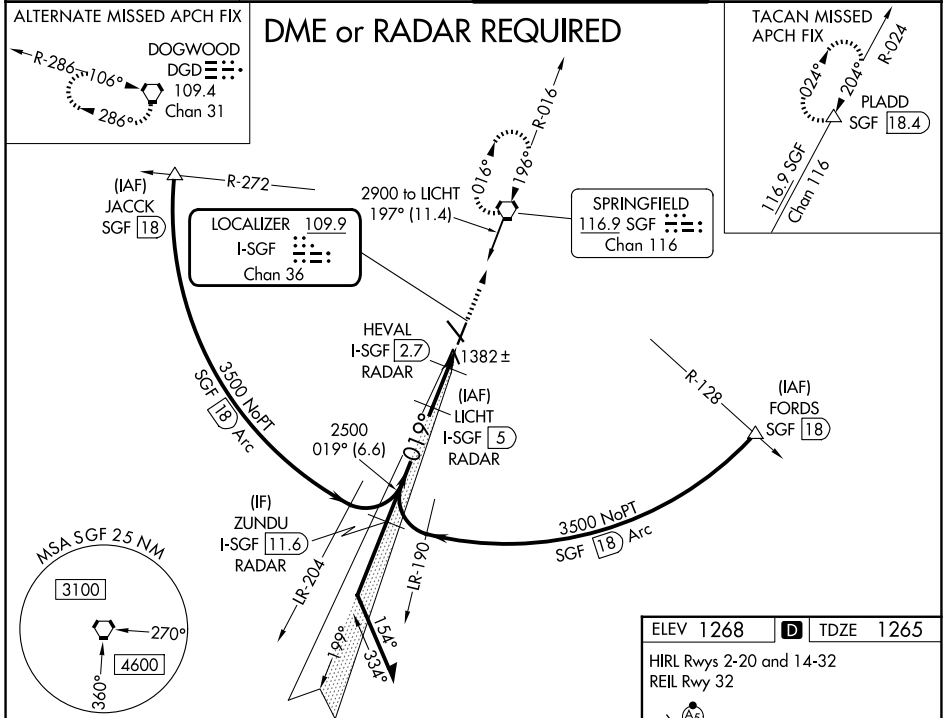 ALTERNATE MISSED APCH FIX
DOGWOOD
DGD
109.4
Chan 31
R-286
106°
286°
DME or RADAR REQUIRED
TACAN MISSED
APCH FIX
R-024
024°
204°
PLADD
SGF 18.4
116.9 SGF
Chan 116
(IAF)
JACCK
SGF 18
R-272
2900 to LICHT
197° (11.4)
R-016
016°
196°
SPRINGFIELD
116.9 SGF
Chan 116
LOCALIZER 109.9
I-SGF
Chan 36
HEVAL
I-SGF 2.7
RADAR
1382 ±
(IAF)
LICHT
I-SGF 5
RADAR
R-128
(IAF)
FORDS
SGF 18
3500 NoPT
SGF 18 Arc
2500
019° (6.6)
019°
(IF)
ZUNDU
I-SGF 11.6
RADAR
3500 NoPT
SGF 18 Arc
LR-204
LR-190
199°
154°
334°
MSA SGF 25 NM
3100
270°
4600
360°
ELEV 1268
D
TDZE 1265
HIRL Rwys 2-20 and 14-32
REIL Rwy 32
A5